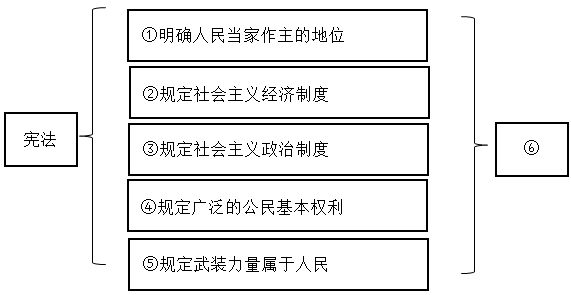 宪法
①明确人民当家作主的地位
②规定社会主义经济制度
③规定社会主义政治制度
④规定广泛的公民基本权利
⑤规定武装力量属于人民
⑥